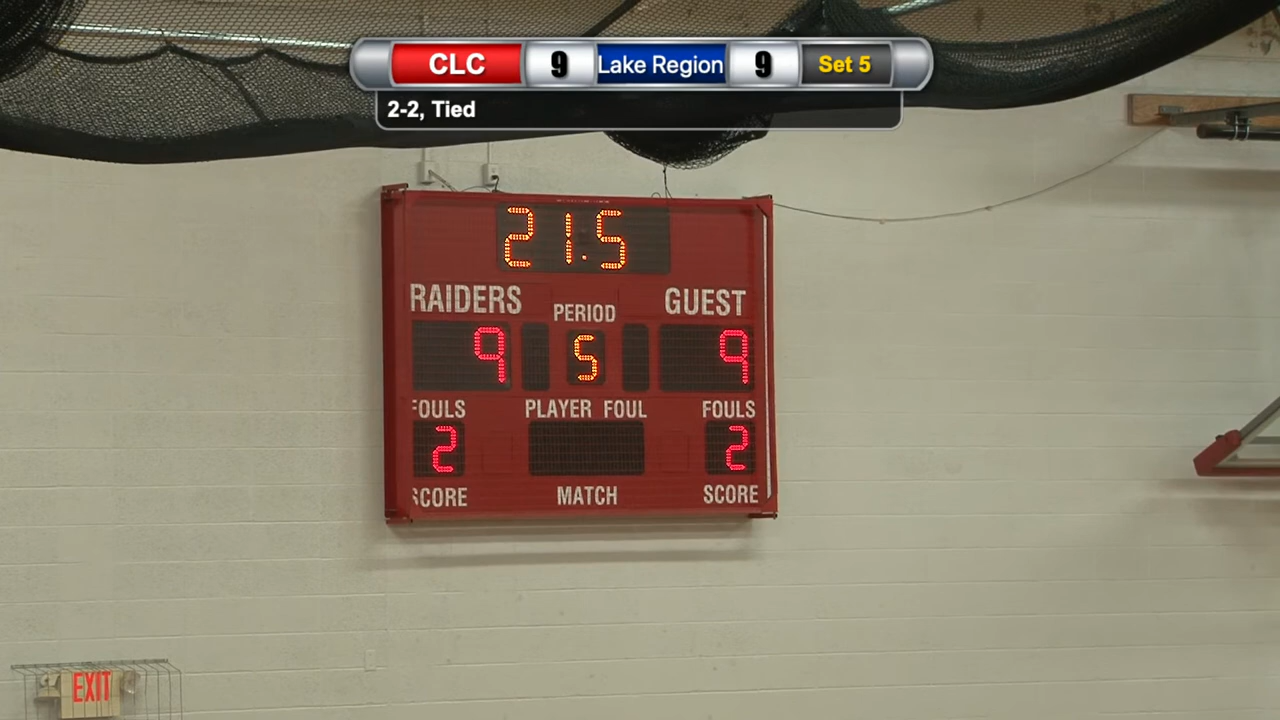 CLC 9 Lake Region 9 Set 5
2-2, Tied
21.5
RAIDERS PERIOD GUEST
9 5 9
FOULS PLAYER FOUL FOULS
2 2
SCORE MATCH SCORE
EXIT